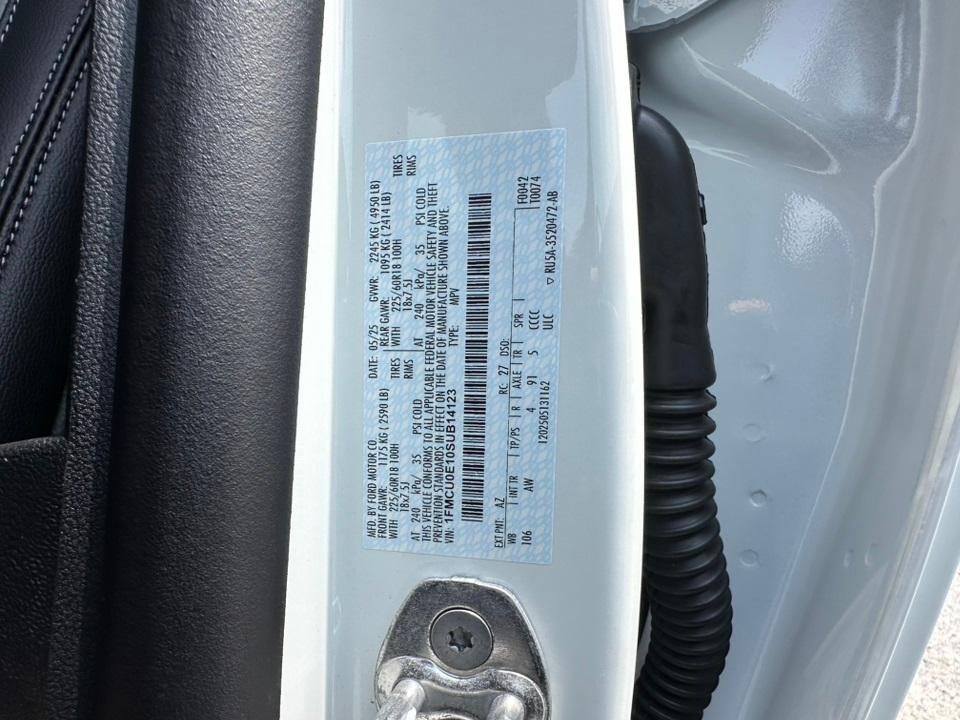 MFD. BY FORD MOTOR CO.   DATE: 05/25   GVWR: 2245 KG ( 4950 LB)
FRONT GAWR: 1175 KG ( 2590 LB)   REAR GAWR: 1095 KG ( 2414 LB)
WITH 225/60R18 100H   TIRES   WITH 225/60R18 100H   TIRES
18x7.5J   RIMS   18x7.5J   RIMS
AT 240 kPa/ 35 PSI COLD   AT 240 kPa/ 35 PSI COLD
THIS VEHICLE CONFORMS TO ALL APPLICABLE FEDERAL MOTOR VEHICLE SAFETY AND THEFT
PREVENTION STANDARDS IN EFFECT ON THE DATE OF MANUFACTURE SHOWN ABOVE.
VIN: 1FMCU0E10SUB14123   TYPE: MPV
EXT PNT: AZ   RC: 27 DSO:   F0042
WB | INT TR | TP/PS | R | AXLE | TR | SPR |   T0074
106 AW 4 91 5 CCCC
1202505131162   ULC   ▽ RU5A-3520472-AB